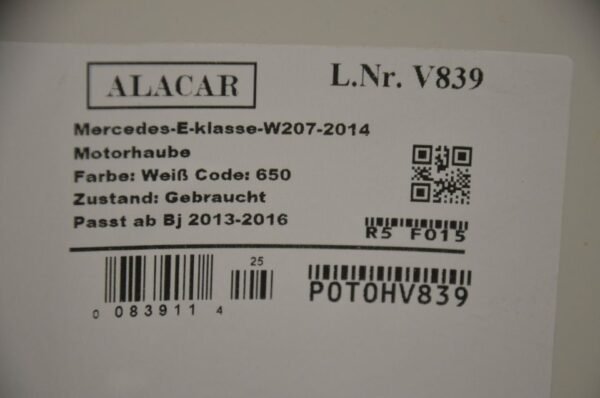 ALACAR
L.Nr. V839
Mercedes-E-klasse-W207-2014
Motorhaube
Farbe: Weiß Code: 650
Zustand: Gebraucht
Passt ab Bj 2013-2016
R5 F015
25
0 083911 4
P0T0HV839